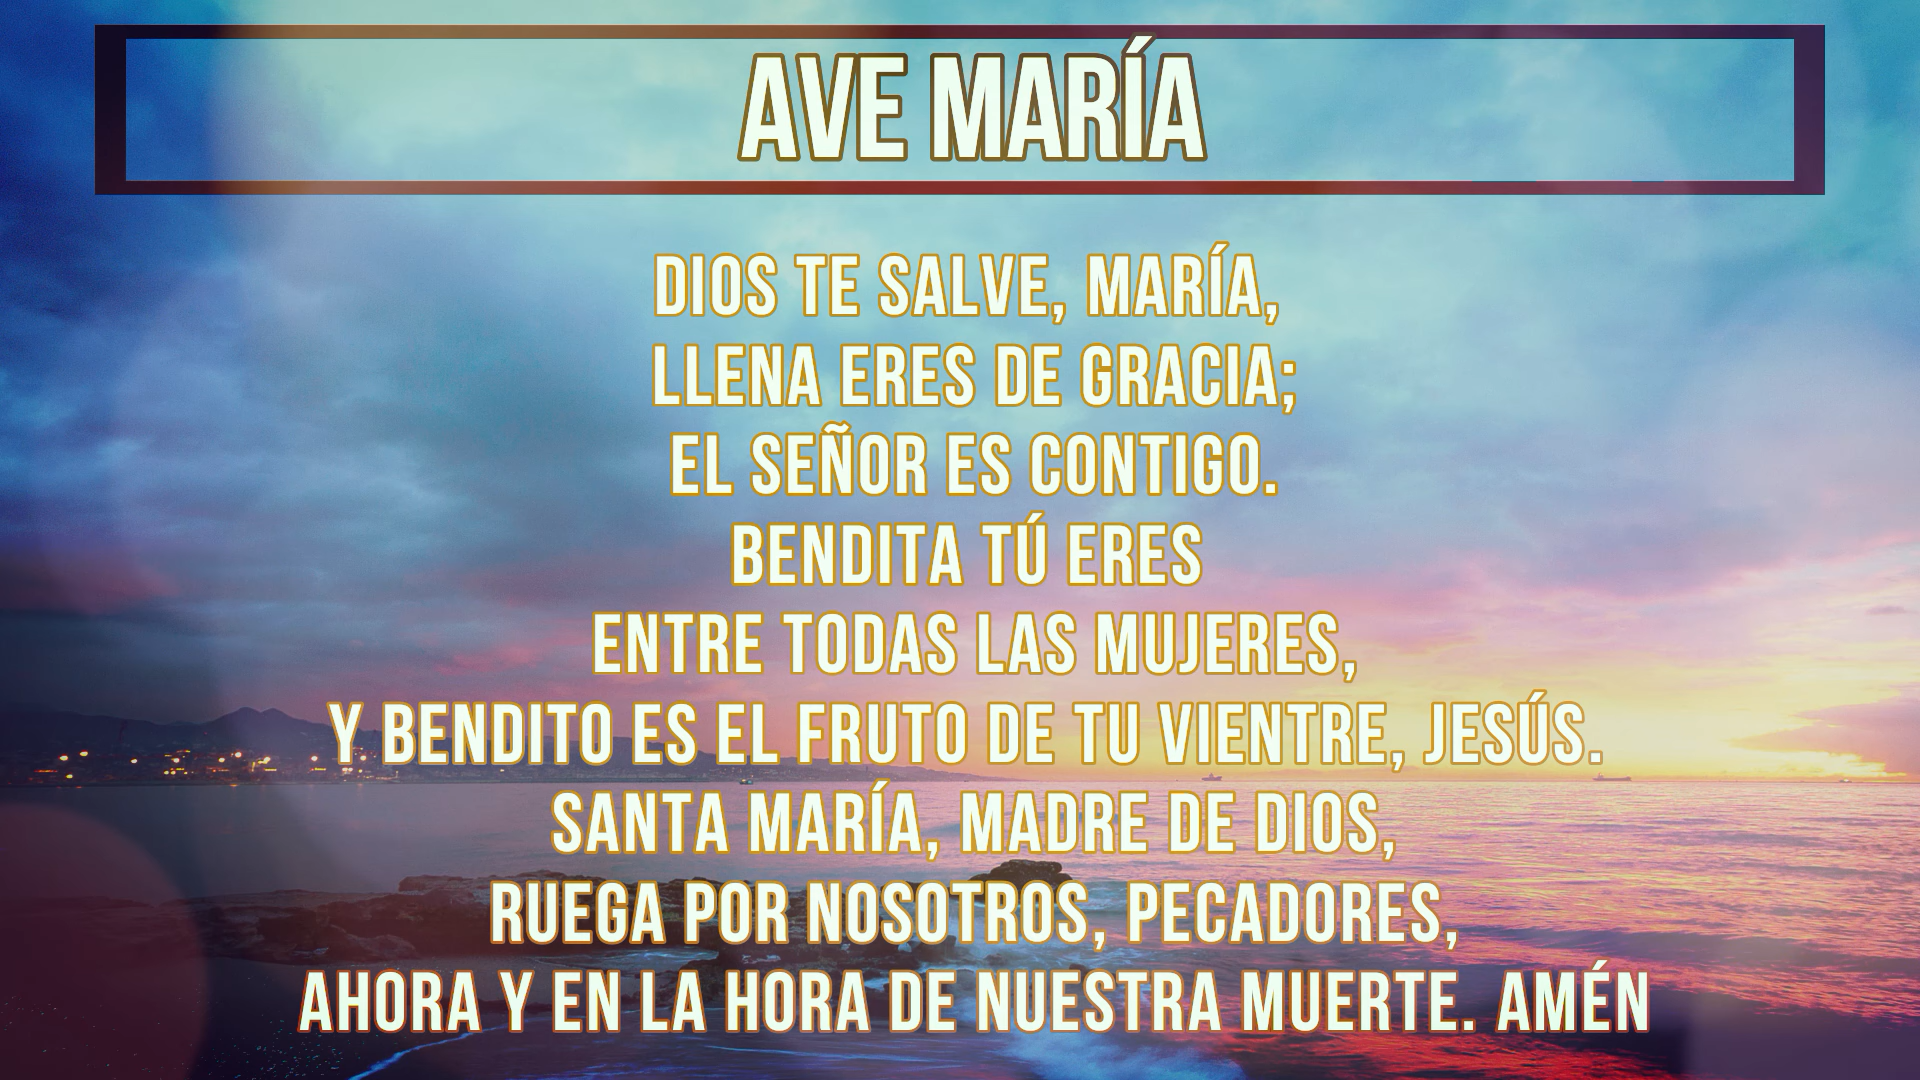 AVE MARÍA
DIOS TE SALVE, MARÍA,
LLENA ERES DE GRACIA;
EL SEÑOR ES CONTIGO.
BENDITA TÚ ERES
ENTRE TODAS LAS MUJERES,
Y BENDITO ES EL FRUTO DE TU VIENTRE, JESÚS.
SANTA MARÍA, MADRE DE DIOS,
RUEGA POR NOSOTROS, PECADORES,
AHORA Y EN LA HORA DE NUESTRA MUERTE. AMÉN